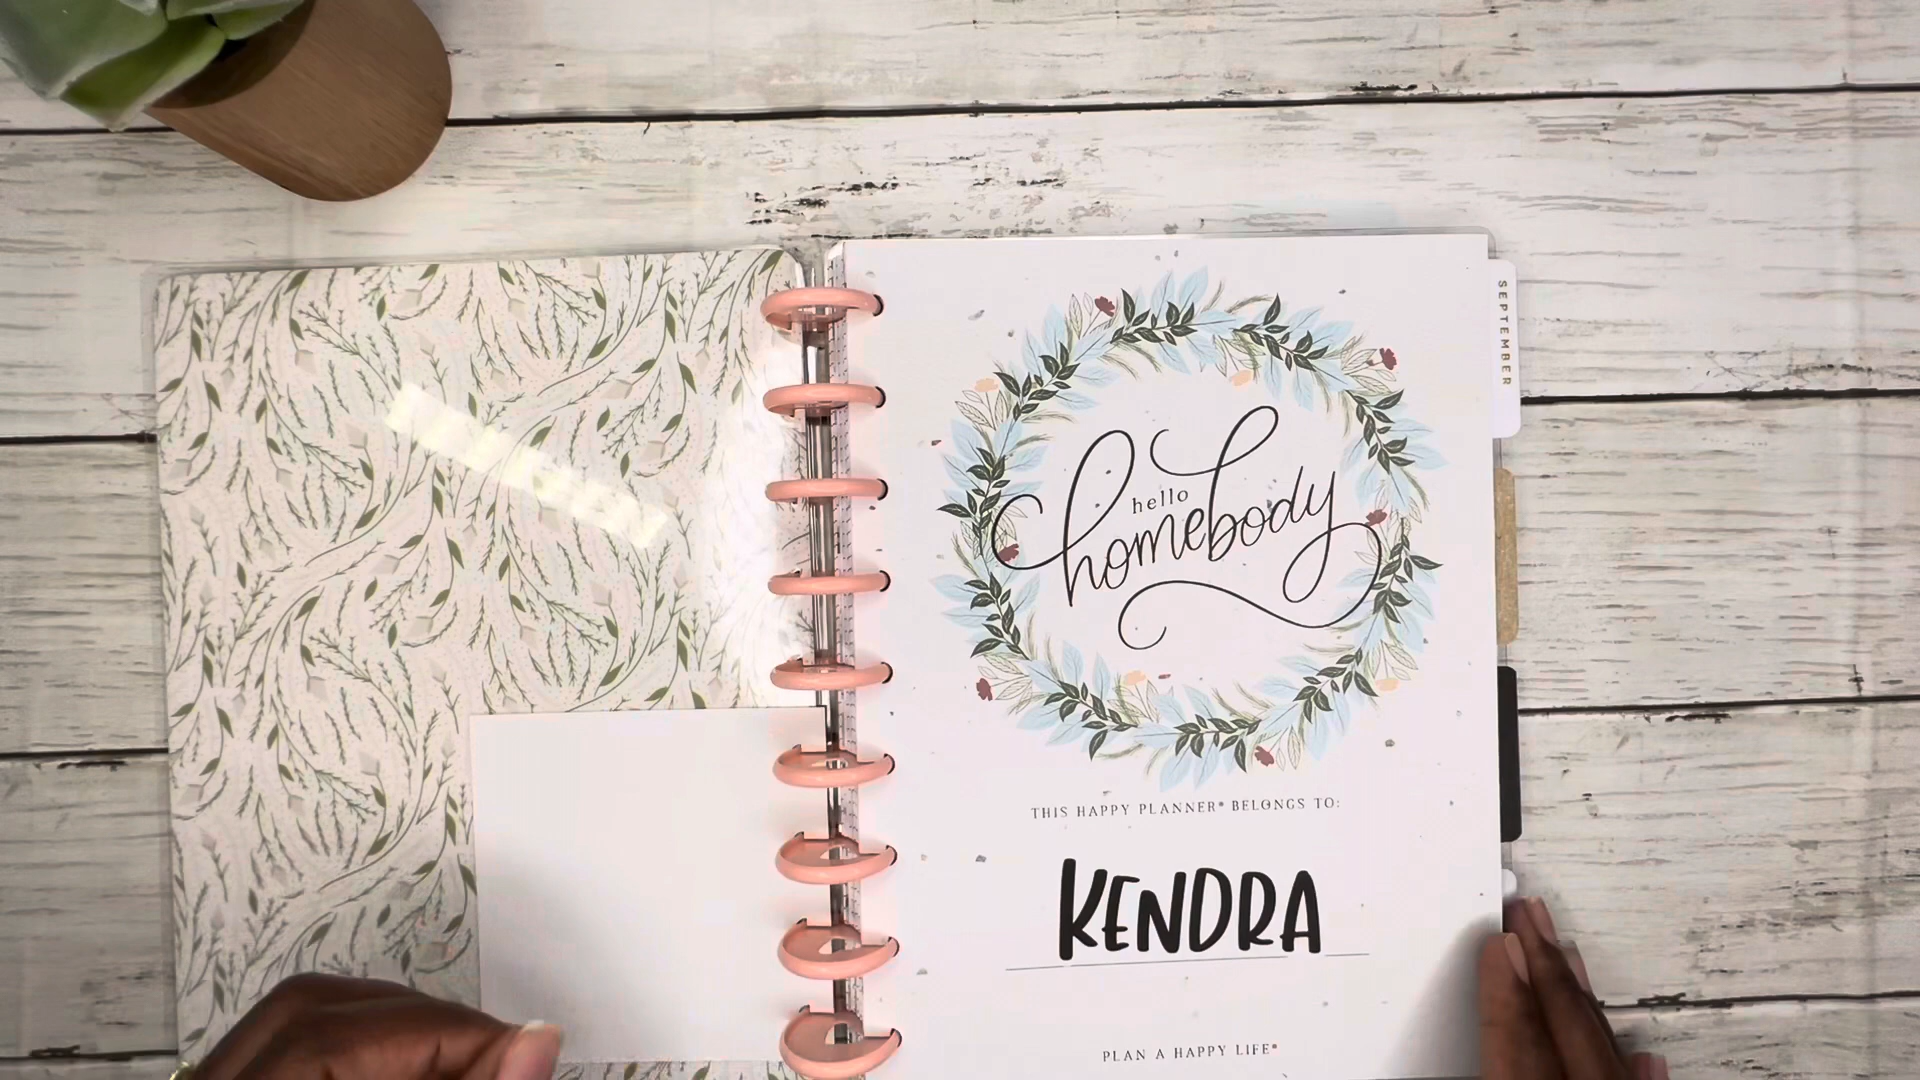 SEPTEMBER
hello
homebody
THIS HAPPY PLANNER® BELONGS TO:
KENDRA
PLAN A HAPPY LIFE®